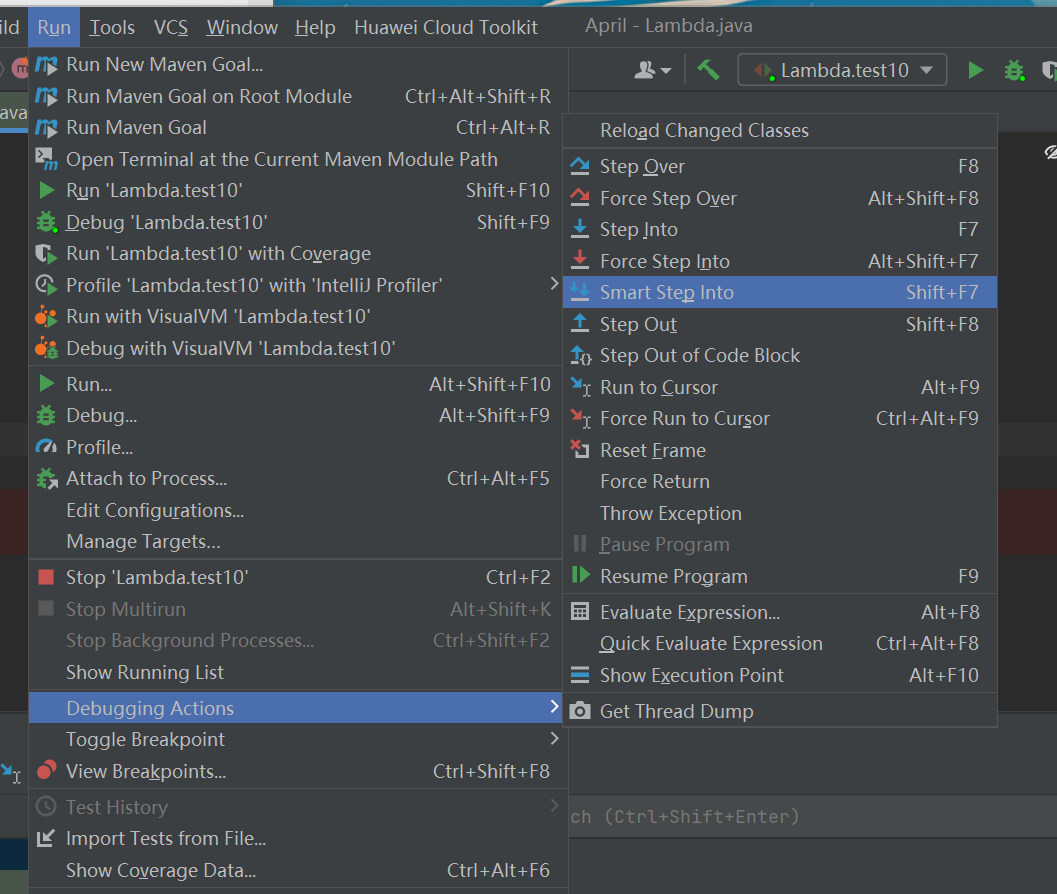 ild Run Tools VCS Window Help Huawei Cloud Toolkit April - Lambda.java
m Lambda.test10
ava
Run New Maven Goal...
Run Maven Goal on Root Module Ctrl+Alt+Shift+R
Run Maven Goal Ctrl+Alt+R
Open Terminal at the Current Maven Module Path
Run 'Lambda.test10' Shift+F10
Debug 'Lambda.test10' Shift+F9
Run 'Lambda.test10' with Coverage
Profile 'Lambda.test10' with 'IntelliJ Profiler'
Run with VisualVM 'Lambda.test10'
Debug with VisualVM 'Lambda.test10'
Run... Alt+Shift+F10
Debug... Alt+Shift+F9
Profile...
Attach to Process... Ctrl+Alt+F5
Edit Configurations...
Manage Targets...
Stop 'Lambda.test10' Ctrl+F2
Stop Multirun Alt+Shift+K
Stop Background Processes... Ctrl+Shift+F2
Show Running List
Debugging Actions
Toggle Breakpoint
View Breakpoints... Ctrl+Shift+F8
Test History
Import Tests from File...
Show Coverage Data... Ctrl+Alt+F6
Reload Changed Classes
Step Over F8
Force Step Over Alt+Shift+F8
Step Into F7
Force Step Into Alt+Shift+F7
Smart Step Into Shift+F7
Step Out Shift+F8
Step Out of Code Block
Run to Cursor Alt+F9
Force Run to Cursor Ctrl+Alt+F9
Reset Frame
Force Return
Throw Exception
Pause Program
Resume Program F9
Evaluate Expression... Alt+F8
Quick Evaluate Expression Ctrl+Alt+F8
Show Execution Point Alt+F10
Get Thread Dump
ch (Ctrl+Shift+Enter)